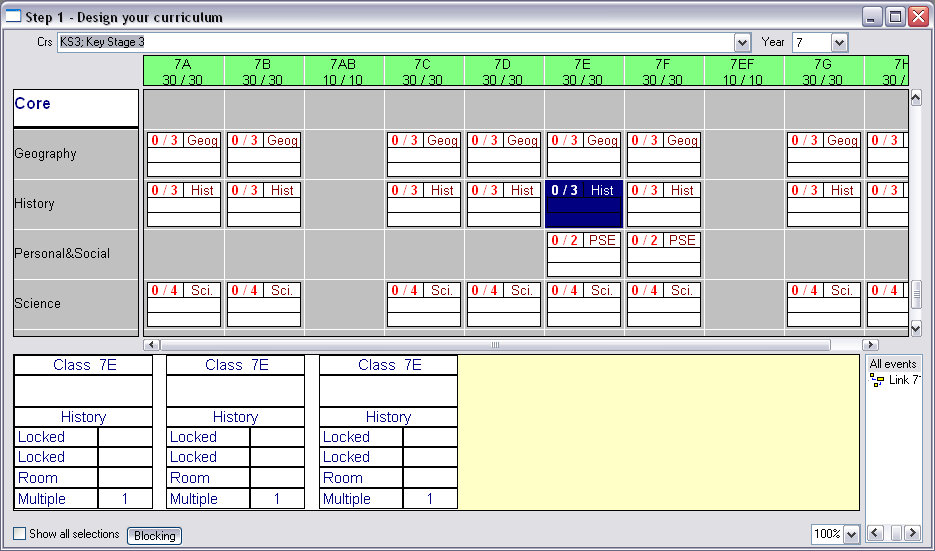 Step 1 - Design your curriculum
Crs KS3; Key Stage 3 Year 7
7A 7B 7AB 7C 7D 7E 7F 7EF 7G 7H
30 / 30 30 / 30 10 / 10 30 / 30 30 / 30 30 / 30 30 / 30 10 / 10 30 / 30 30 /
Core
Geography 0 / 3 Geog 0 / 3 Geog 0 / 3 Geog 0 / 3 Geog 0 / 3 Geog 0 / 3 Geog 0 / 3 Geog 0 / 3
History 0 / 3 Hist 0 / 3 Hist 0 / 3 Hist 0 / 3 Hist 0 / 3 Hist 0 / 3 Hist 0 / 3 Hist 0 / 3
Personal&Social 0 / 2 PSE 0 / 2 PSE
Science 0 / 4 Sci. 0 / 4 Sci. 0 / 4 Sci. 0 / 4 Sci. 0 / 4 Sci. 0 / 4 Sci. 0 / 4 Sci. 0 / 4
Class 7E Class 7E Class 7E
All events
Link 7
History History History
Locked Locked Locked
Locked Locked Locked
Room Room Room
Multiple 1 Multiple 1 Multiple 1
Show all selections Blocking 100%